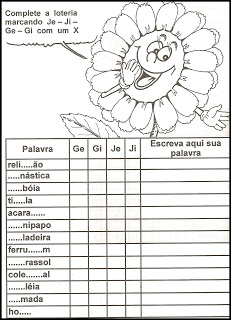 Complete a loteria
marcando Je – Ji –
Ge – Gi com um X
Palavra Ge Gi Je Ji Escreva aqui sua palavra
reli.....ão
.....nástica
......bóia
ti.....la
acara......
......nipapo
......ladeira
ferru......m
.......rassol
cole.......al
.......léia
.....mada
ho.....